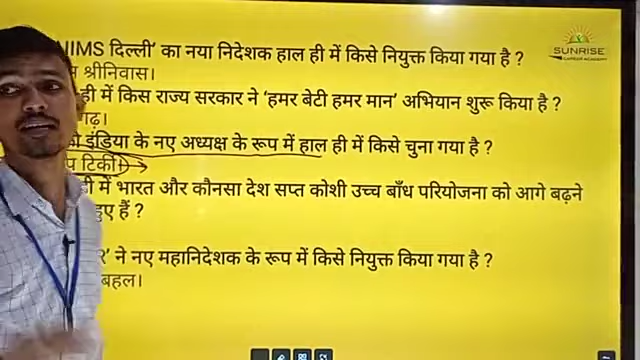 NIMS दिल्ली’ का नया निदेशक हाल ही में किसे नियुक्त किया गया है ?
श्रीनिवास।
ही में किस राज्य सरकार ने ‘हमर बेटी हमर मान’ अभियान शुरू किया है ?
इंडिया के नए अध्यक्ष के रूप में हाल ही में किसे चुना गया है ?
टिर्की।
में भारत और कौनसा देश सप्त कोशी उच्च बाँध परियोजना को आगे बढ़ने
हुए हैं ?
ने नए महानिदेशक के रूप में किसे नियुक्त किया गया है ?
बहल।
SUNRISE
CAREER ACADEMY